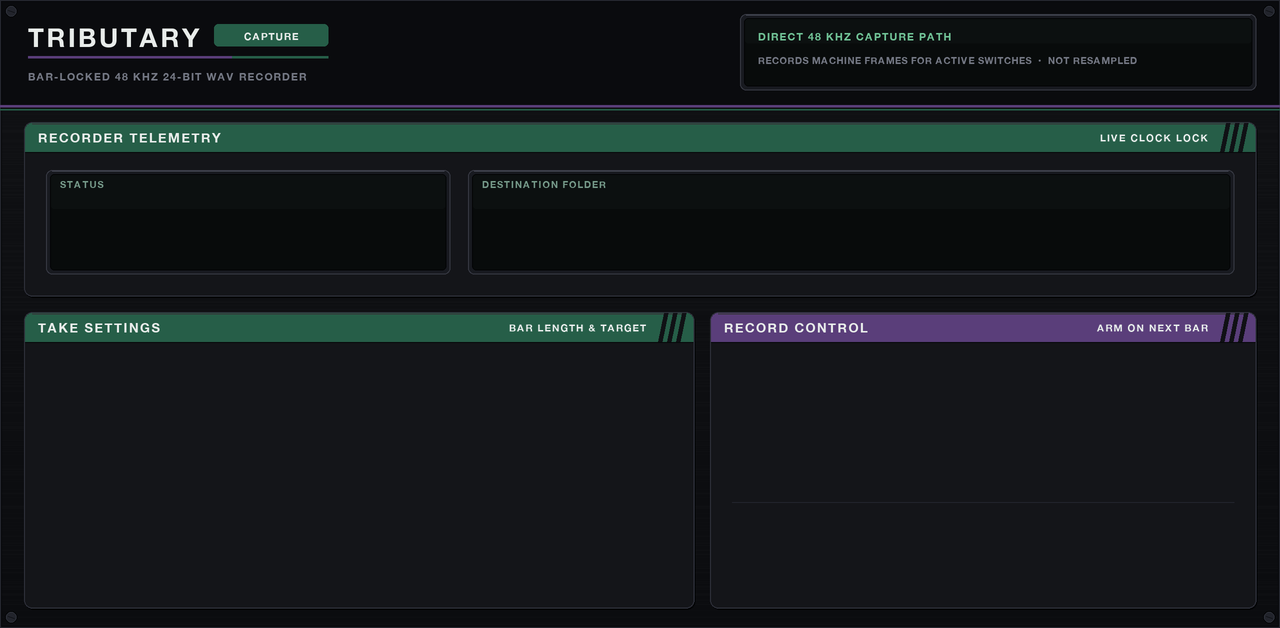 TRIBUTARY CAPTURE
BAR-LOCKED 48 KHZ 24-BIT WAV RECORDER
DIRECT 48 KHZ CAPTURE PATH
RECORDS MACHINE FRAMES FOR ACTIVE SWITCHES · NOT RESAMPLED
RECORDER TELEMETRY LIVE CLOCK LOCK
STATUS
DESTINATION FOLDER
TAKE SETTINGS BAR LENGTH & TARGET
RECORD CONTROL ARM ON NEXT BAR